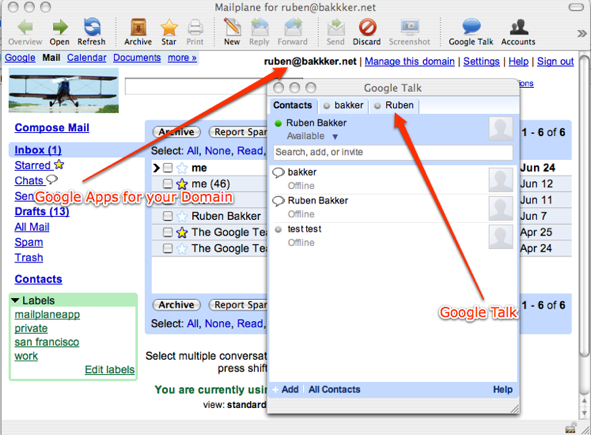 Mailplane for ruben@bakkker.net
Overview Open Refresh Archive Star Print New Reply Forward Send Discard Screenshot Google Talk Accounts
Google Mail Calendar Documents more »
ruben@bakkker.net | Manage this domain | Settings | Help | Sign out
Google Talk
Contacts bakker Ruben
Compose Mail
Ruben Bakker
Available
Archive Report Spam
1 - 6 of 6
Inbox (1)
Select: All, None, Read,
Search, add, or invite
Starred
me Jun 24
bakker
Offline
Chats
me (46) Jun 12
Google Apps for your Domain
Jun 11
Ruben Bakker
Offline
Drafts (13)
Ruben Bakker Jun 7
All Mail
The Google Tea Apr 25
test test
Offline
Spam
The Google Tea Apr 24
Trash
Contacts
Labels
Archive Report Spam
1 - 6 of 6
Google Talk
mailplaneapp
Select: All, None, Read,
private
san francisco
work
Select multiple conversat
press shift
Edit labels
You are currently usin
Add All Contacts Help
view: standard